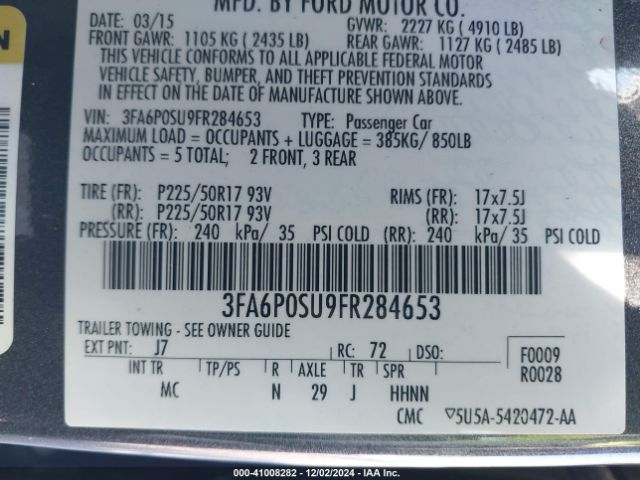 MFD. BY FORD MOTOR CO.
DATE: 03/15 GVWR: 2227 KG ( 4910 LB)
FRONT GAWR: 1105 KG ( 2435 LB) REAR GAWR: 1127 KG ( 2485 LB)
THIS VEHICLE CONFORMS TO ALL APPLICABLE FEDERAL MOTOR
VEHICLE SAFETY, BUMPER, AND THEFT PREVENTION STANDARDS
IN EFFECT ON THE DATE OF MANUFACTURE SHOWN ABOVE.
VIN: 3FA6P0SU9FR284653 TYPE: Passenger Car
MAXIMUM LOAD = OCCUPANTS + LUGGAGE = 385KG/ 850LB
OCCUPANTS = 5 TOTAL; 2 FRONT, 3 REAR
TIRE (FR): P225/50R17 93V RIMS (FR): 17x7.5J
(RR): P225/50R17 93V (RR): 17x7.5J
PRESSURE (FR): 240 kPa/ 35 PSI COLD (RR): 240 kPa/ 35 PSI COLD
3FA6P0SU9FR284653
TRAILER TOWING - SEE OWNER GUIDE
EXT PNT: J7 RC: 72 DSO: F0009
INT TR TP/PS R AXLE TR SPR R0028
MC N 29 J HHNN
CMC ▽5U5A-5420472-AA
000-41008282 - 12/02/2024 - IAAI.com